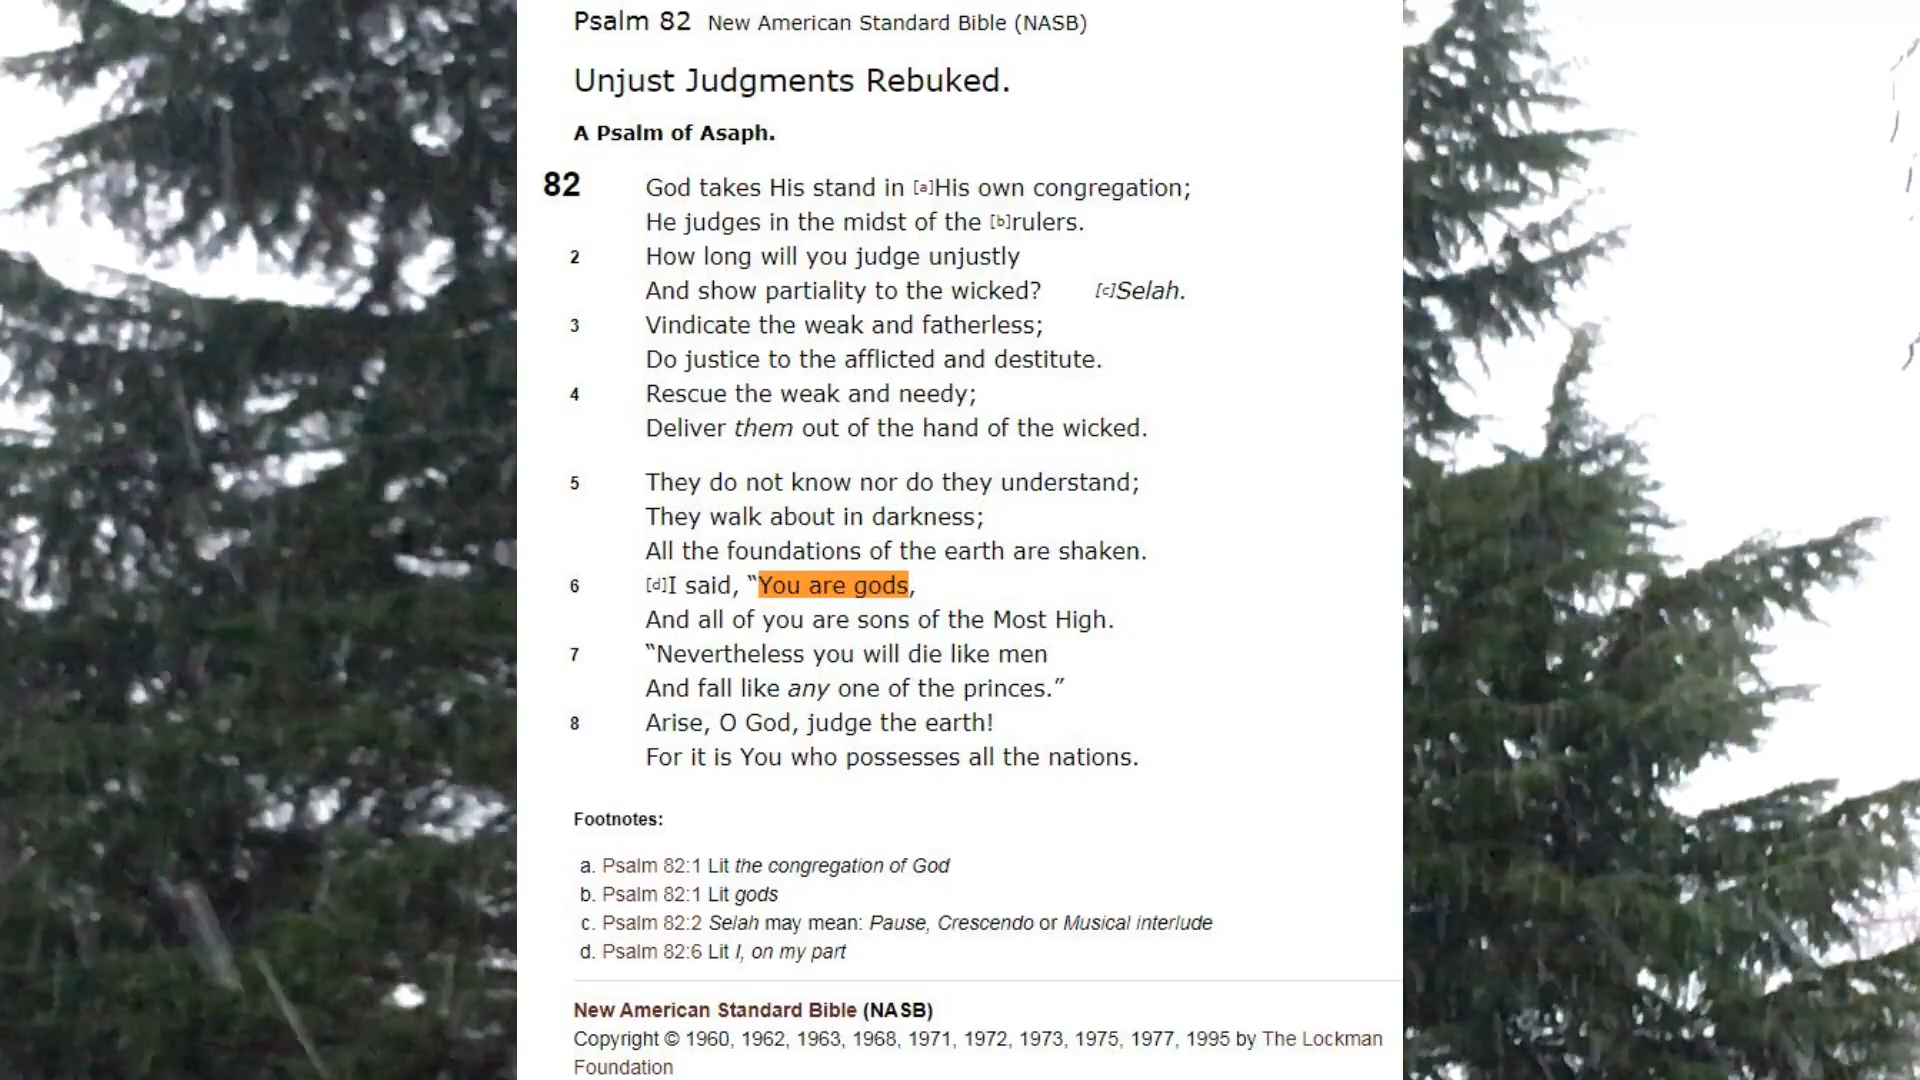 Psalm 82 New American Standard Bible (NASB)
Unjust Judgments Rebuked.
A Psalm of Asaph.
82 God takes His stand in [a]His own congregation;
He judges in the midst of the [b]rulers.
2 How long will you judge unjustly
And show partiality to the wicked? [c]Selah.
3 Vindicate the weak and fatherless;
Do justice to the afflicted and destitute.
4 Rescue the weak and needy;
Deliver them out of the hand of the wicked.
5 They do not know nor do they understand;
They walk about in darkness;
All the foundations of the earth are shaken.
6 [d]I said, “You are gods,
And all of you are sons of the Most High.
7 “Nevertheless you will die like men
And fall like any one of the princes.”
8 Arise, O God, judge the earth!
For it is You who possesses all the nations.
Footnotes:
a. Psalm 82:1 Lit the congregation of God
b. Psalm 82:1 Lit gods
c. Psalm 82:2 Selah may mean: Pause, Crescendo or Musical interlude
d. Psalm 82:6 Lit I, on my part
New American Standard Bible (NASB)
Copyright © 1960, 1962, 1963, 1968, 1971, 1972, 1973, 1975, 1977, 1995 by The Lockman
Foundation